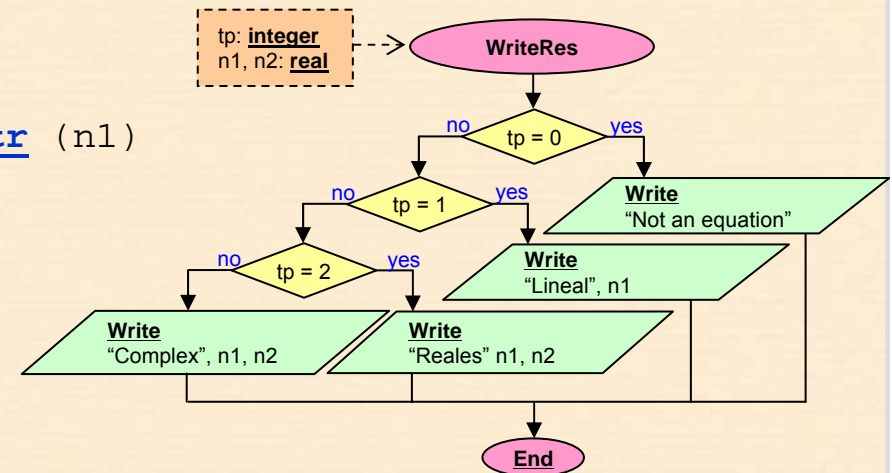 tp: integer
n1, n2: real
WriteRes
(n1)
no
tp = 0
yes
no
tp = 1
yes
Write
“Not an equation”
no
tp = 2
yes
Write
“Lineal”, n1
Write
“Complex”, n1, n2
Write
“Reales” n1, n2
End